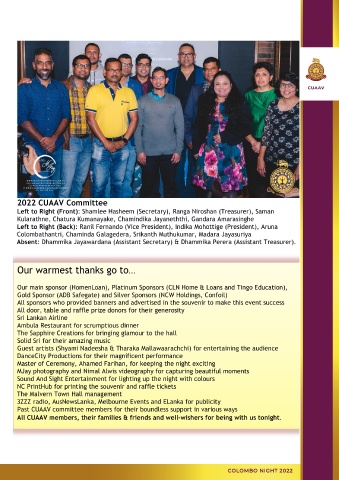 CUAAV
2022 CUAAV Committee
Left to Right (Front): Shamlee Hasheem (Secretary), Ranga Niroshan (Treasurer), Saman
Kularathne, Chatura Kumanayake, Chamindika Jayaneththi, Gandara Amarasinghe
Left to Right (Back): Ranil Fernando (Vice President), Indika Mohottige (President), Aruna
Colombathantri, Chaminda Galagedera, Srikanth Muthukumar, Madara Jayasuriya
Absent: Dhammika Jayawardana (Assistant Secretary) & Dhammika Perera (Assistant Treasurer).
Our warmest thanks go to...
Our main sponsor (HomenLoan), Platinum Sponsors (CLN Home & Loans and Tingo Education),
Gold Sponsor (ADB Safegate) and Silver Sponsors (NCW Holdings, Confoil)
All sponsors who provided banners and advertised in the souvenir to make this event success
All door, table and raffle prize donors for their generosity
Sri Lankan Airline
Ambula Restaurant for scrumptious dinner
The Sapphire Creations for bringing glamour to the hall
Solid Sri for their amazing music
Guest artists (Shyami Nadeesha & Tharaka Mallawaarachchi) for entertaining the audience
DanceCity Productions for their magnificent performance
Master of Ceremony, Ahamed Farihan, for keeping the night exciting
MJay photography and Nimal Alwis videography for capturing beautiful moments
Sound And Sight Entertainment for lighting up the night with colours
NC PrintHub for printing the souvenir and raffle tickets
The Malvern Town Hall management
3ZZZ radio, AusNewsLanka, Melbourne Events and ELanka for publicity
Past CUAAV committee members for their boundless support in various ways
All CUAAV members, their families & friends and well-wishers for being with us tonight.
COLOMBO NIGHT 2022